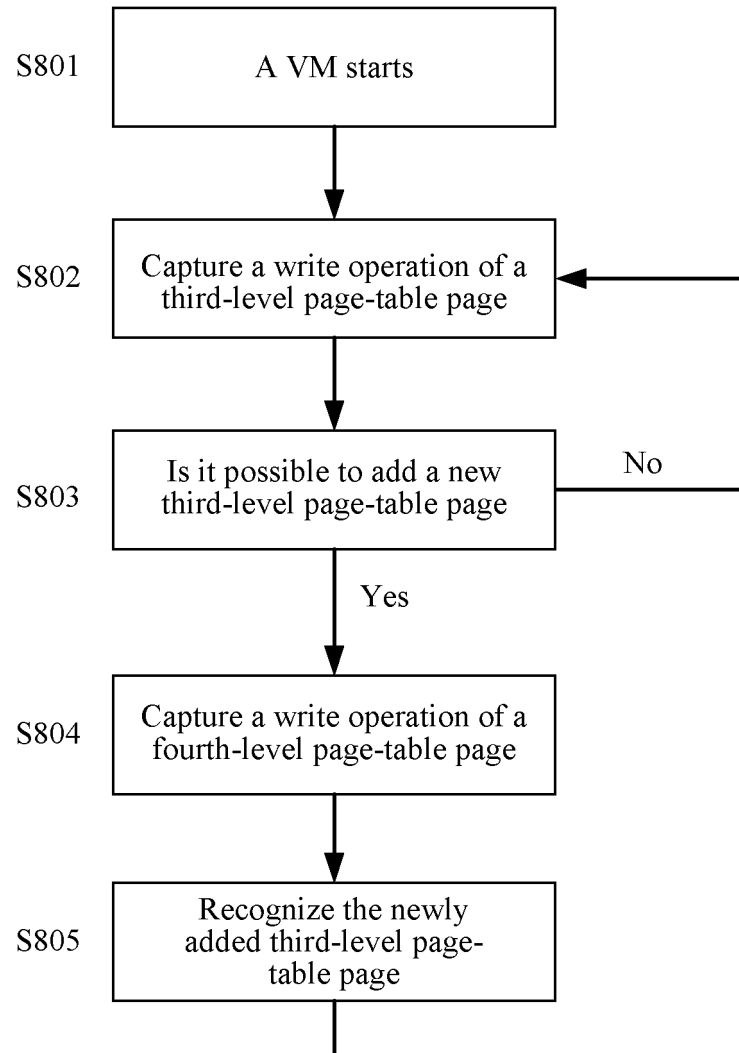 S801
A VM starts
S802
Capture a write operation of a
third-level page-table page
S803
Is it possible to add a new
third-level page-table page
No
Yes
S804
Capture a write operation of a
fourth-level page-table page
S805
Recognize the newly
added third-level page-
table page